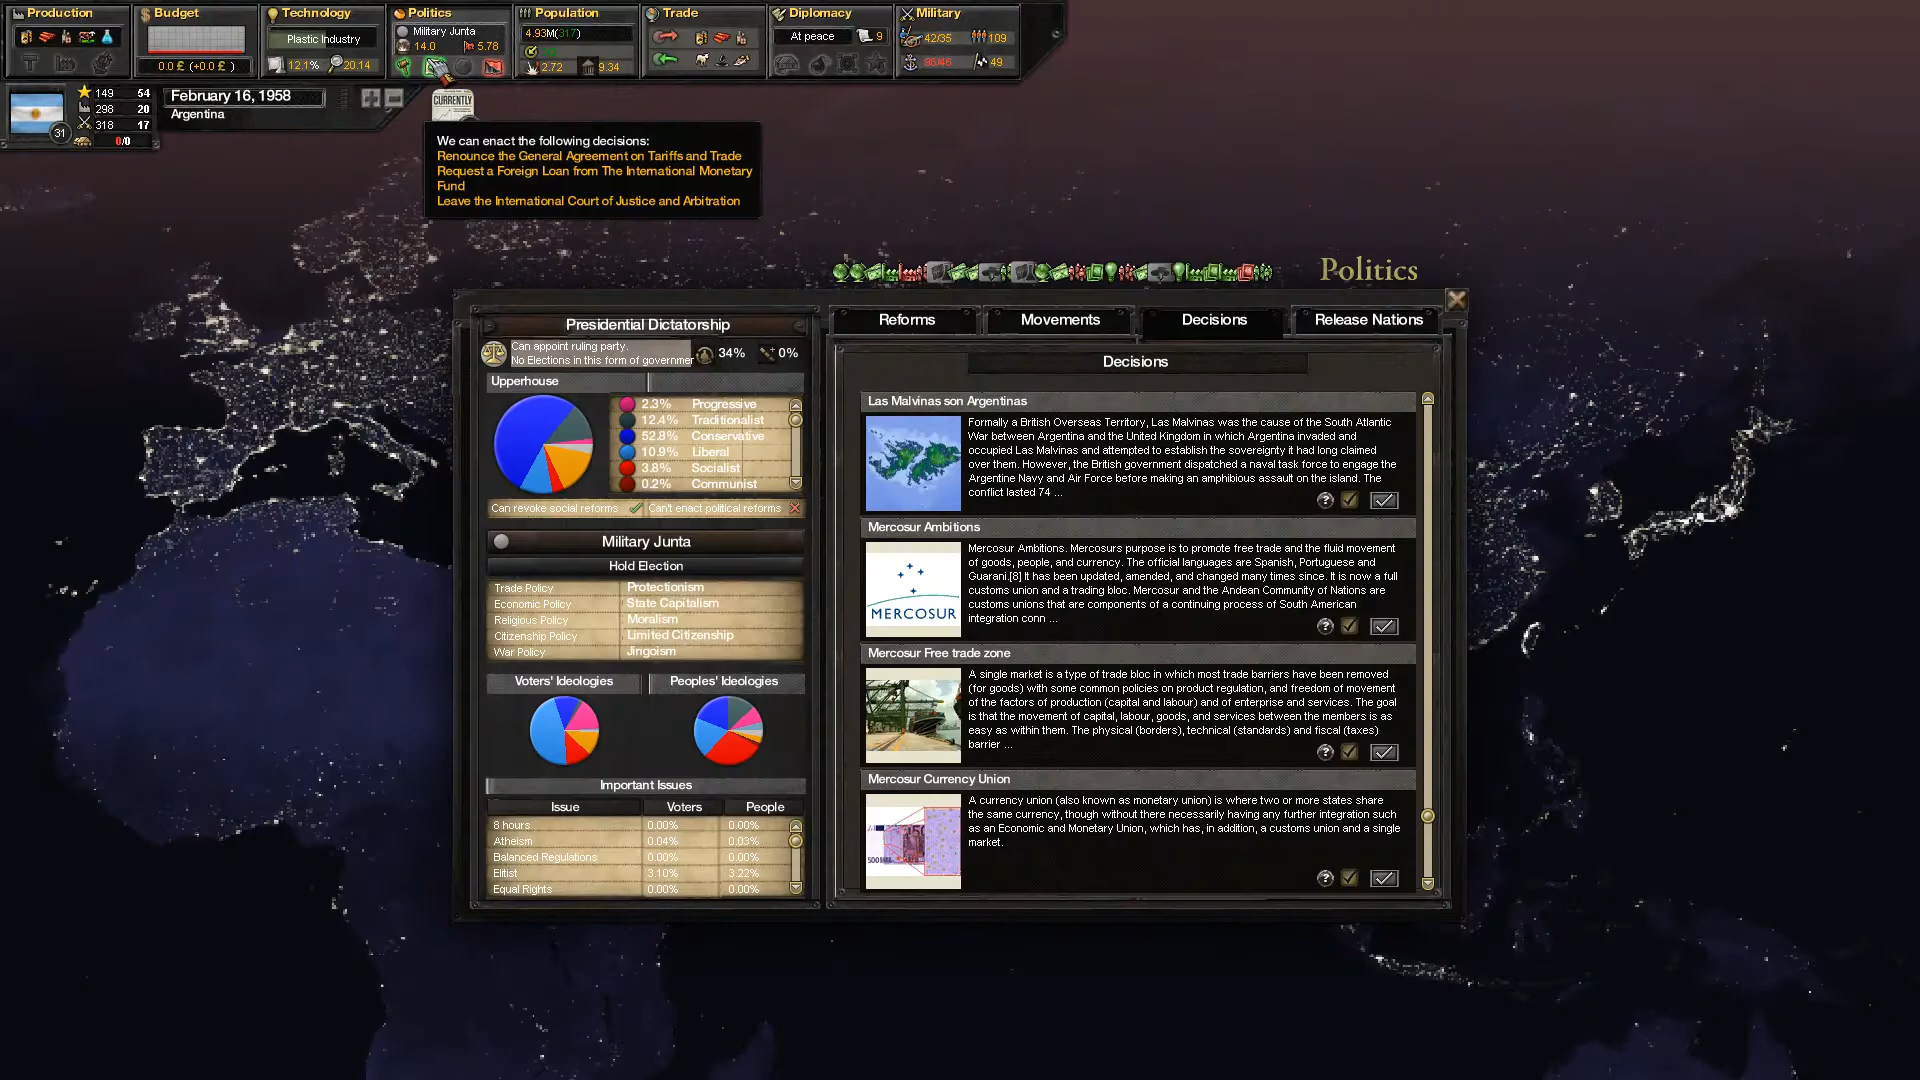 Production
Budget
Technology
Politics
Population
Trade
Diplomacy
Military
Plastic Industry
Military Junta
4.93M(317)
At peace
9
42/35
109
14.0
5.78
0.0 £ (+0.0 £ )
12.1%
20.14
2.72
9.34
96/46
49
149 54
298 20
318 17
0/0
31
February 16, 1958
Argentina
CURRENTLY
We can enact the following decisions:
Renounce the General Agreement on Tariffs and Trade
Request a Foreign Loan from The International Monetary
Fund
Leave the International Court of Justice and Arbitration
Politics
Presidential Dictatorship
Can appoint ruling party.
No Elections in this form of governmer
34%
0%
Upperhouse
2.3% Progressive
12.4% Traditionalist
52.8% Conservative
10.9% Liberal
3.8% Socialist
0.2% Communist
Can revoke social reforms
Can't enact political reforms
Military Junta
Hold Election
Trade Policy Protectionism
Economic Policy State Capitalism
Religious Policy Moralism
Citizenship Policy Limited Citizenship
War Policy Jingoism
Voters' Ideologies
Peoples' Ideologies
Important Issues
Issue Voters People
8 hours 0.00% 0.00%
Atheism 0.04% 0.03%
Balanced Regulations 0.00% 0.00%
Elitist 3.10% 3.22%
Equal Rights 0.00% 0.00%
Reforms
Movements
Decisions
Release Nations
Decisions
Las Malvinas son Argentinas
Formally a British Overseas Territory, Las Malvinas was the cause of the South Atlantic
War between Argentina and the United Kingdom in which Argentina invaded and
occupied Las Malvinas and attempted to establish the sovereignty it had long claimed
over them. However, the British government dispatched a naval task force to engage the
Argentine Navy and Air Force before making an amphibious assault on the island. The
conflict lasted 74 ...
Mercosur Ambitions
MERCOSUR
Mercosur Ambitions. Mercosurs purpose is to promote free trade and the fluid movement
of goods, people, and currency. The official languages are Spanish, Portuguese and
Guarani.[8] It has been updated, amended, and changed many times since. It is now a full
customs union and a trading bloc. Mercosur and the Andean Community of Nations are
customs unions that are components of a continuing process of South American
integration conn ...
Mercosur Free trade zone
A single market is a type of trade bloc in which most trade barriers have been removed
(for goods) with some common policies on product regulation, and freedom of movement
of the factors of production (capital and labour) and of enterprise and services. The goal
is that the movement of capital, labour, goods, and services between the members is as
easy as within them. The physical (borders), technical (standards) and fiscal (taxes)
barrier ...
Mercosur Currency Union
A currency union (also known as monetary union) is where two or more states share
the same currency, though without there necessarily having any further integration such
as an Economic and Monetary Union, which has, in addition, a customs union and a single
market.